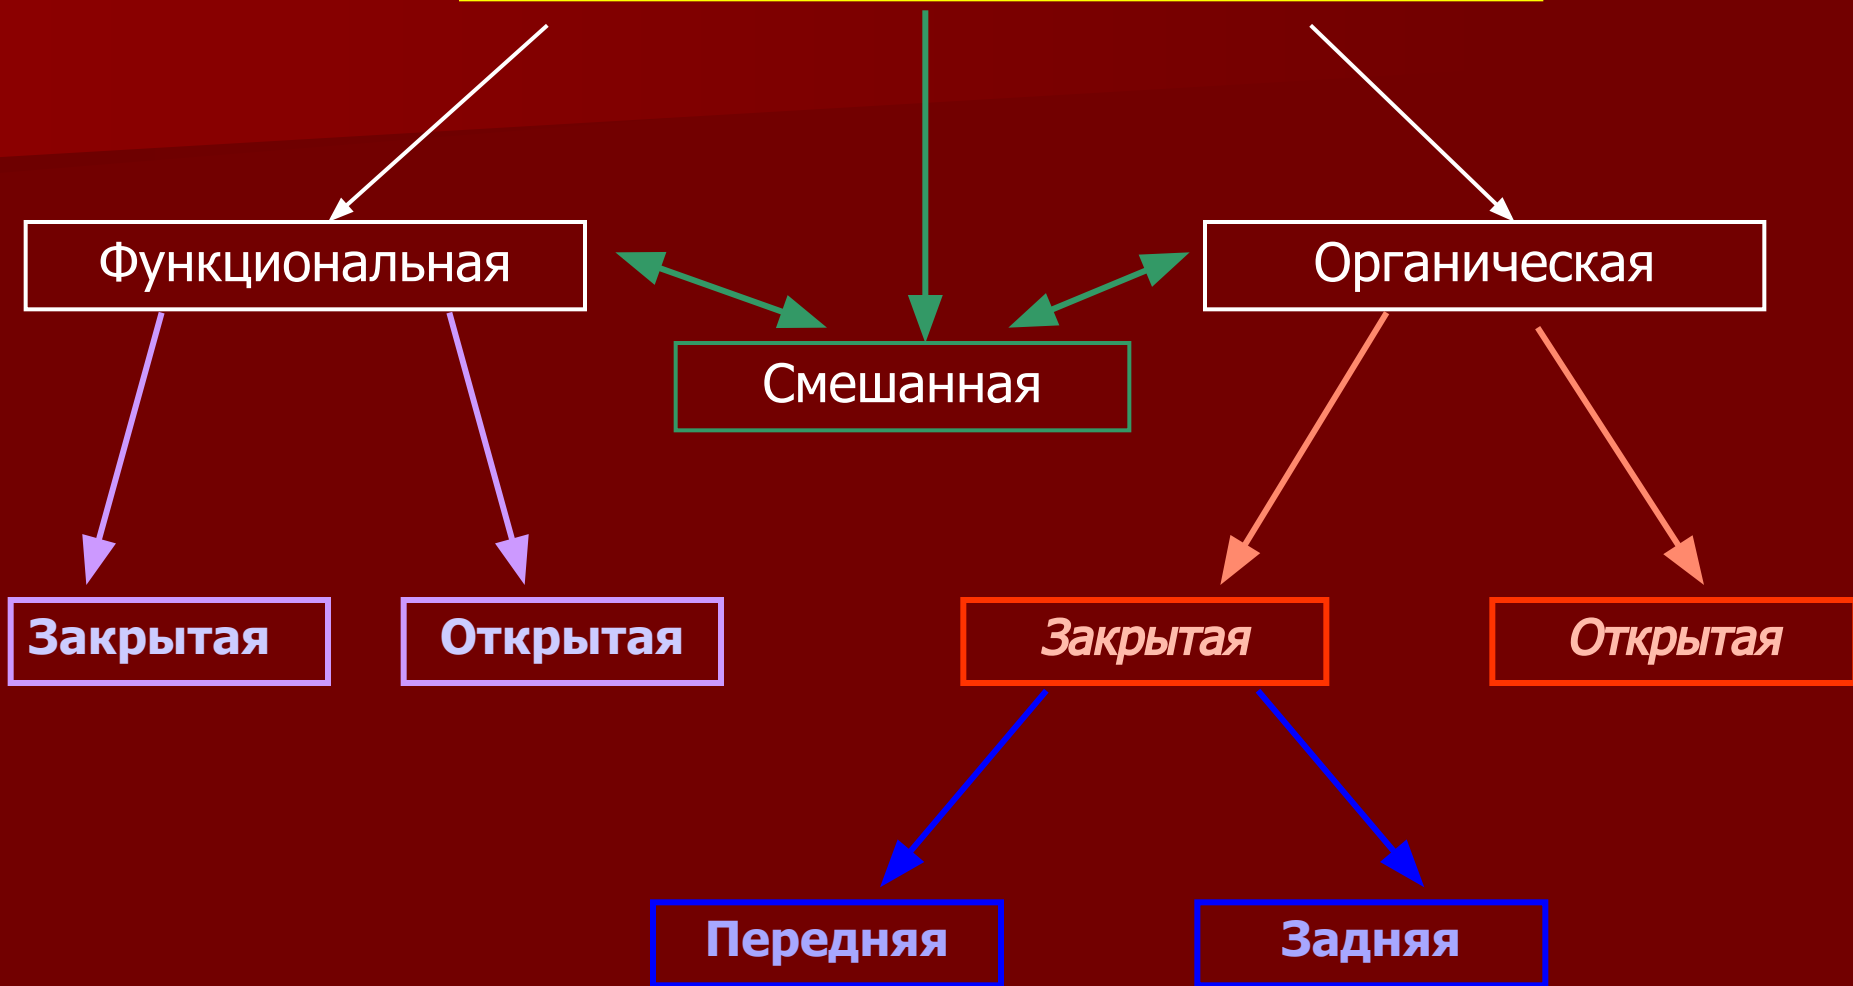 Функциональная
Органическая
Смешанная
Закрытая
Открытая
Закрытая
Открытая
Передняя
Задняя